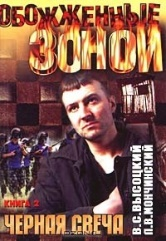 ОБОЖЖЕННЫЕ
ЗОНОЙ
КНИГА 2
ЧЕРНАЯ СВЕЧА
В.С.ВЫСОЦКИЙ
Л.В.МОНЧИНСКИЙ